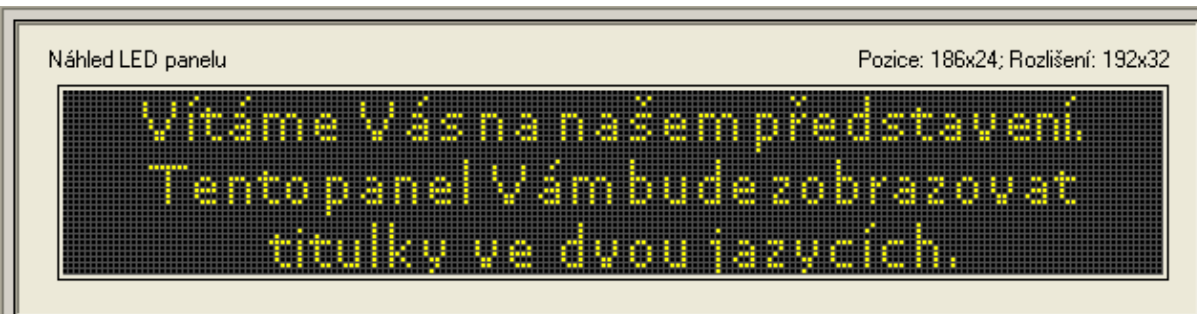 Náhled LED panelu
Pozice: 186x24; Rozlišení: 192x32
Vítáme Vás na našem představení.
Tento panel Vám bude zobrazovat
titulky ve dvou jazycích.